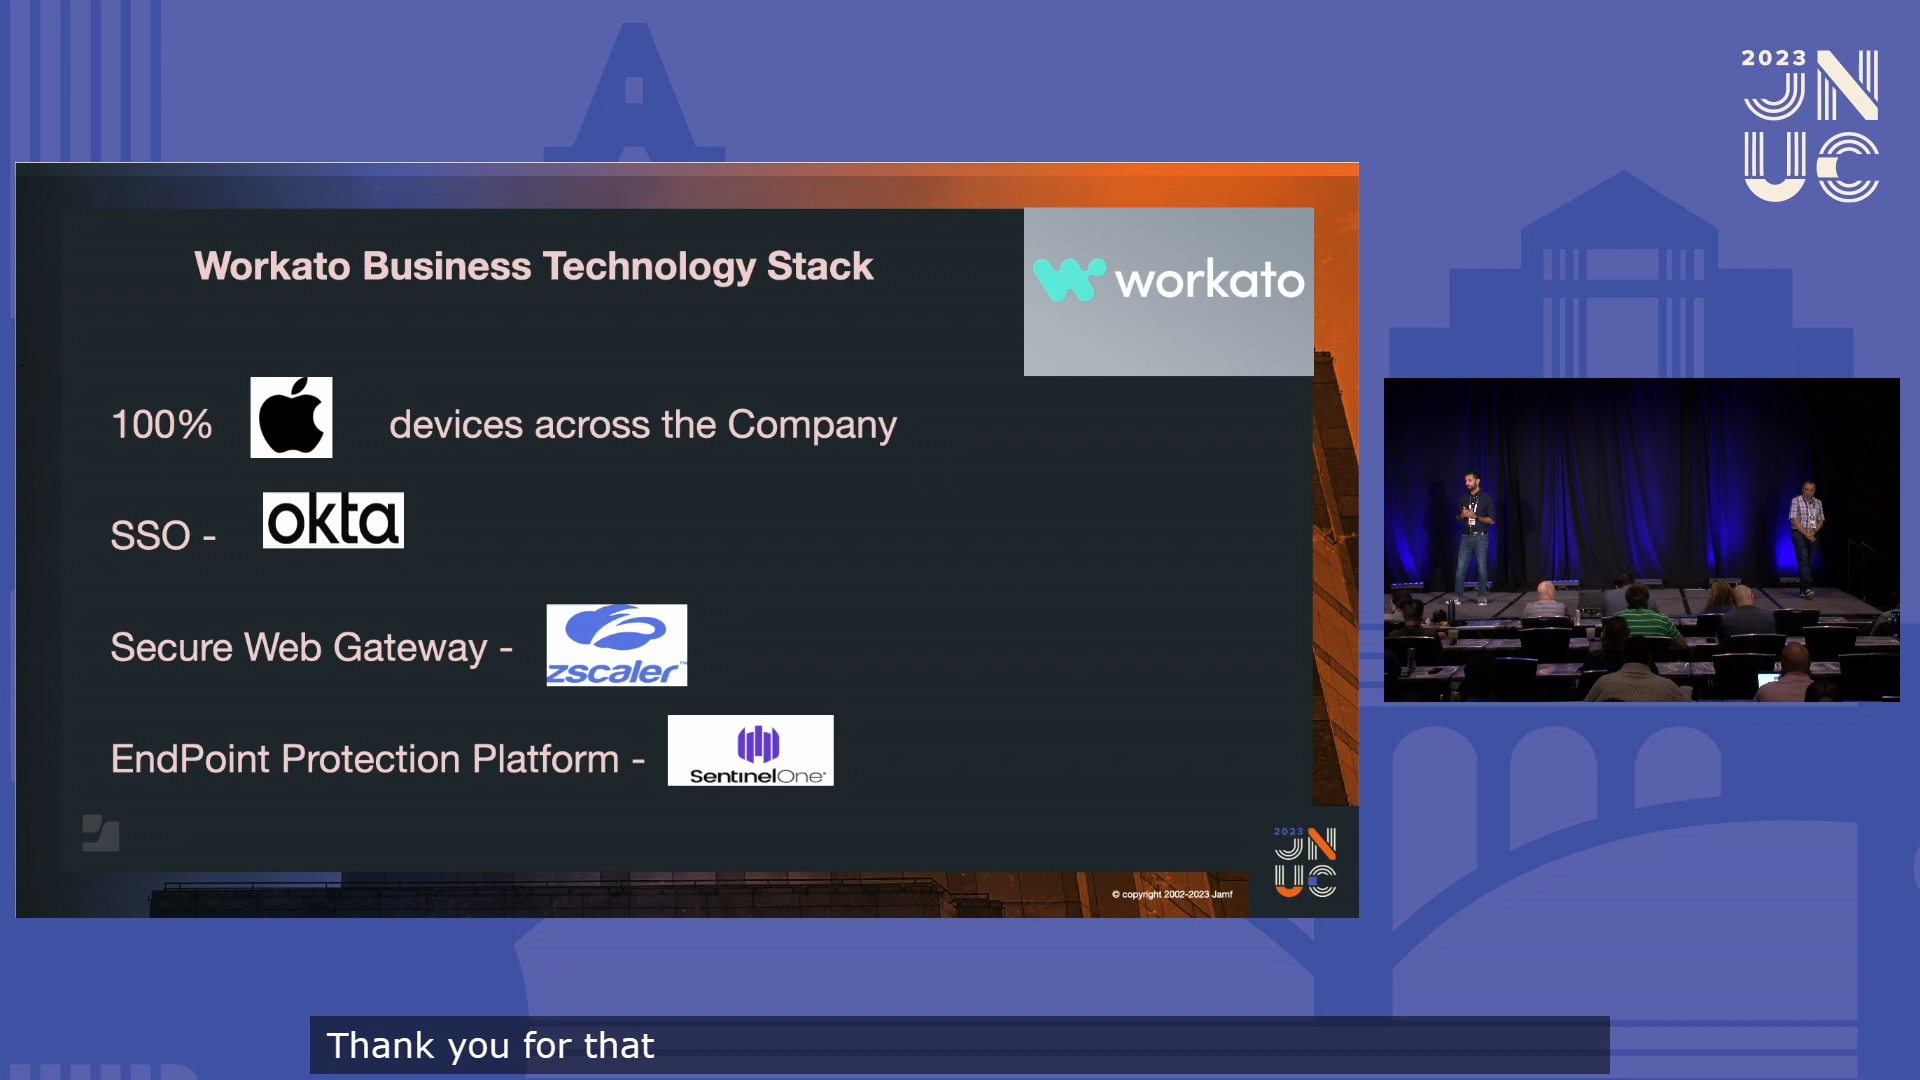 2023
JN
UC
Workato Business Technology Stack
workato
100% devices across the Company
SSO - okta
Secure Web Gateway - zscaler™
EndPoint Protection Platform - SentinelOne
2023
JN
UC
© copyright 2002-2023 Jamf
Thank you for that